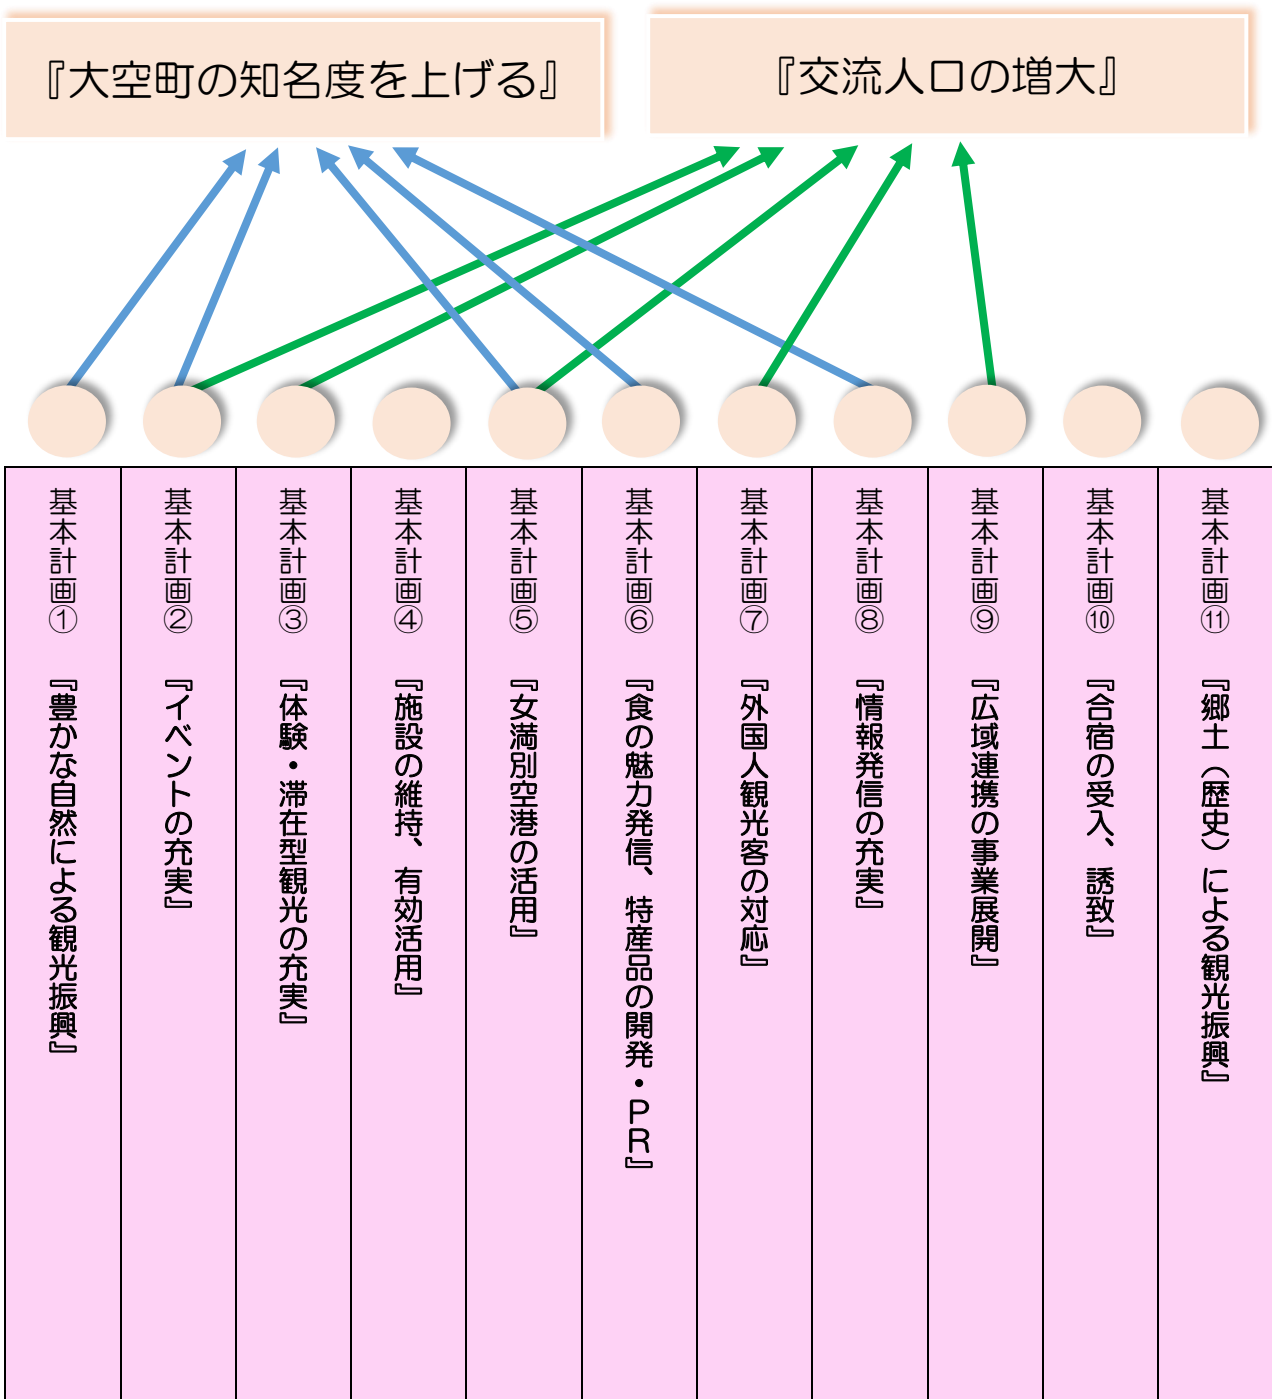 『大空町の知名度を上げる』
『交流人口の増大』
基本計画① 『豊かな自然による観光振興』
基本計画② 『イベントの充実』
基本計画③ 『体験・滞在型観光の充実』
基本計画④ 『施設の維持、有効活用』
基本計画⑤ 『女満別空港の活用』
基本計画⑥ 『食の魅力発信、特産品の開発・ＰＲ』
基本計画⑦ 『外国人観光客の対応』
基本計画⑧ 『情報発信の充実』
基本計画⑨ 『広域連携の事業展開』
基本計画⑩ 『合宿の受入、誘致』
基本計画⑪ 『郷土（歴史）による観光振興』